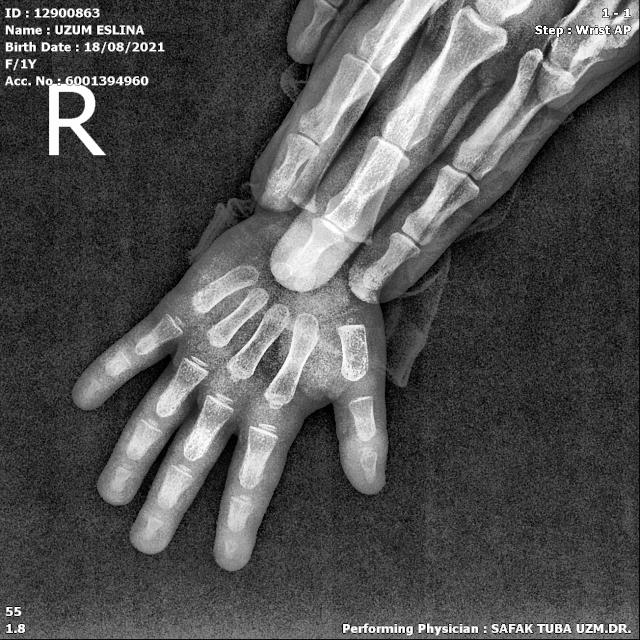 ID : 12900863
Name : UZUM ESLINA
Birth Date : 18/08/2021
F/1Y
Acc. No : 6001394960
R
1 - 1
Step : Wrist AP
55
1.8
Performing Physician : SAFAK TUBA UZM.DR.